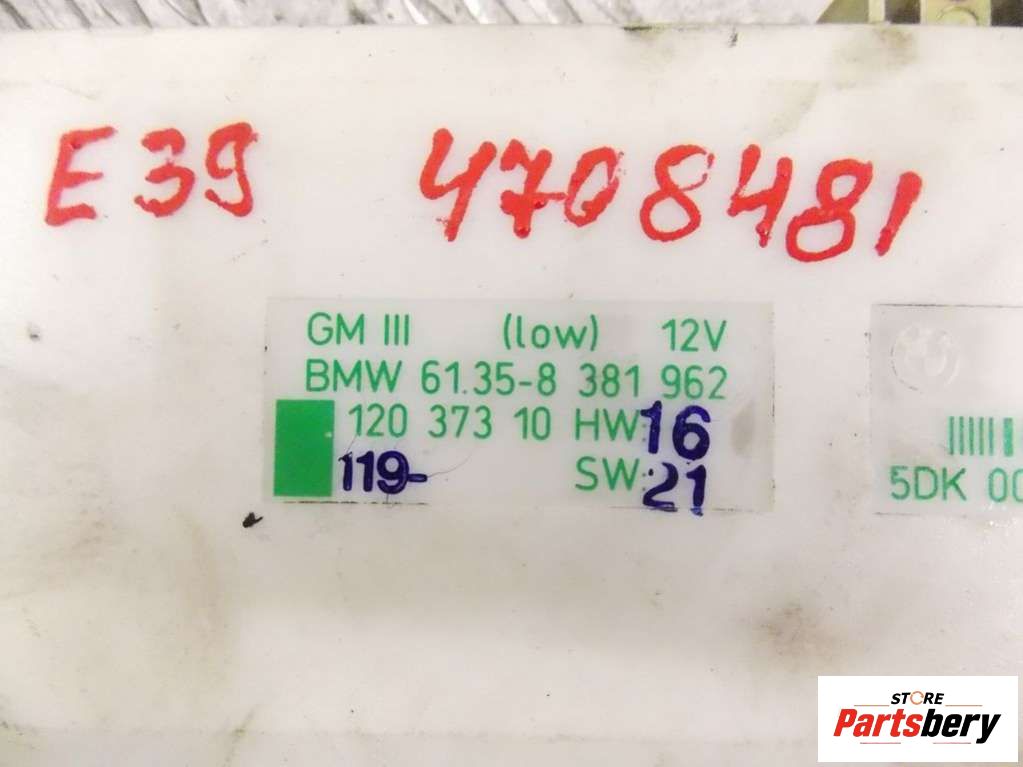 E39 4708481
GM III (low) 12V
BMW 61.35-8 381 962
120 373 10 HW:16
119- SW:21
5DK 00
STORE
Partsbery